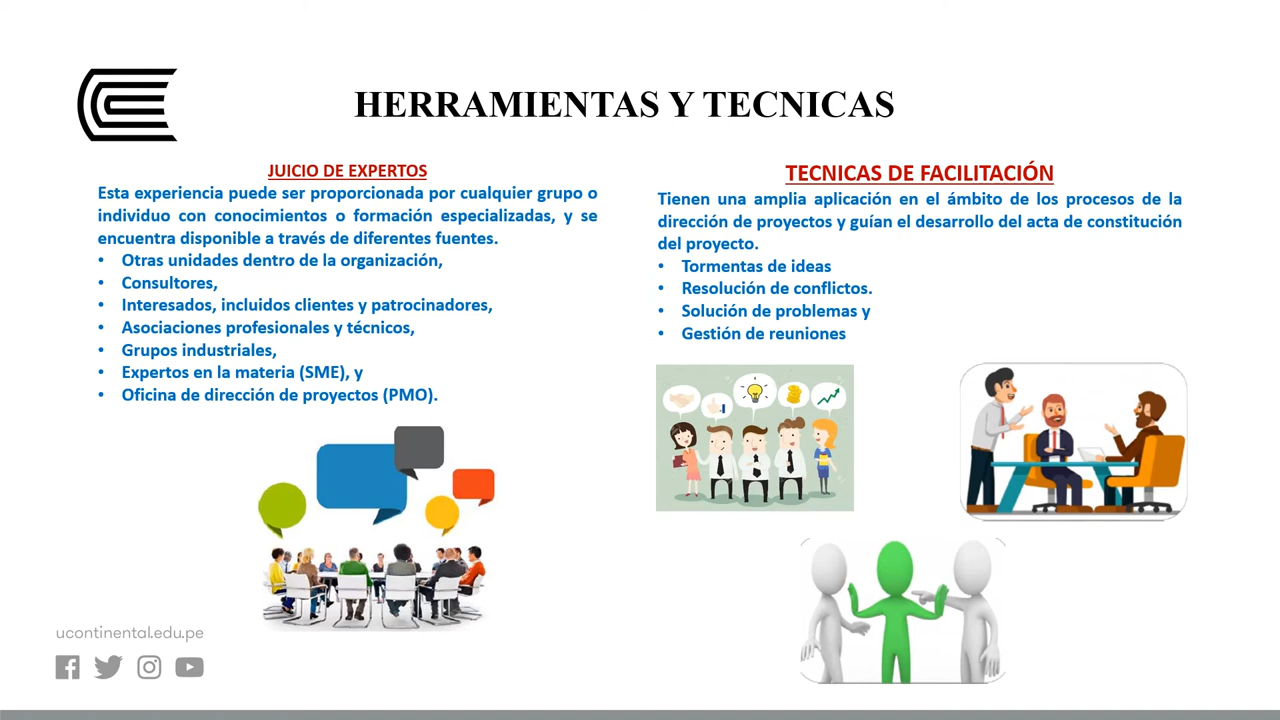 HERRAMIENTAS Y TECNICAS
JUICIO DE EXPERTOS
Esta experiencia puede ser proporcionada por cualquier grupo o
individuo con conocimientos o formación especializadas, y se
encuentra disponible a través de diferentes fuentes.
• Otras unidades dentro de la organización,
• Consultores,
• Interesados, incluidos clientes y patrocinadores,
• Asociaciones profesionales y técnicos,
• Grupos industriales,
• Expertos en la materia (SME), y
• Oficina de dirección de proyectos (PMO).
TECNICAS DE FACILITACIÓN
Tienen una amplia aplicación en el ámbito de los procesos de la
dirección de proyectos y guían el desarrollo del acta de constitución
del proyecto.
• Tormentas de ideas
• Resolución de conflictos.
• Solución de problemas y
• Gestión de reuniones
ucontinental.edu.pe